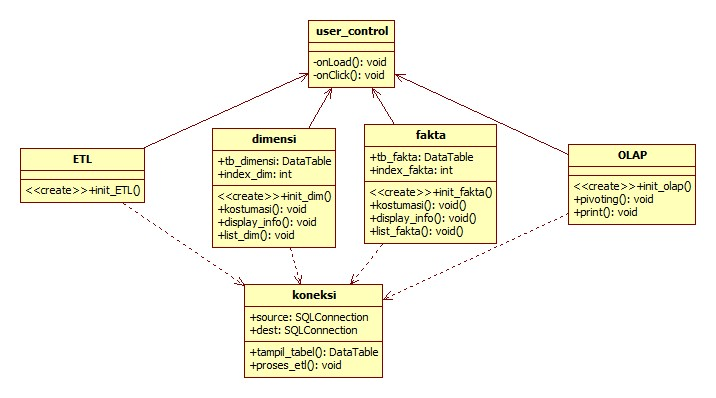 user_control
-onLoad(): void
-onClick(): void
ETL
<<create>>+init_ETL()
dimensi
+tb_dimensi: DataTable
+index_dim: int
<<create>>+init_dim()
+kostumasi(): void
+display_info(): void
+list_dim(): void
fakta
+tb_fakta: DataTable
+index_fakta: int
<<create>>+init_fakta()
+kostumasi(): void()
+display_info(): void()
+list_fakta(): void()
OLAP
<<create>>+init_olap()
+pivoting(): void
+print(): void
koneksi
+source: SQLConnection
+dest: SQLConnection
+tampil_tabel(): DataTable
+proses_etl(): void